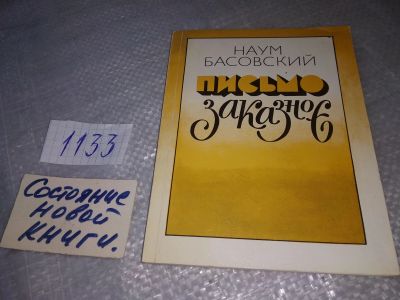 НАУМ
БАСОВСКИЙ
ПИСЬМО
заказное
1133
Состояние
новой
книги.